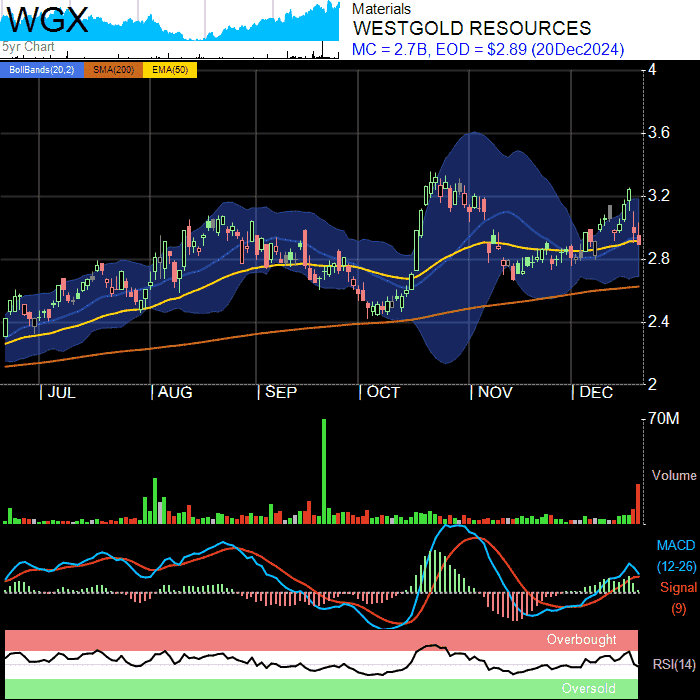 WGX
5yr Chart
Materials
WESTGOLD RESOURCES
MC = 2.7B, EOD = $2.89 (20Dec2024)
BollBands(20,2) SMA(200) EMA(50)
4
3.6
3.2
2.8
2.4
2
JUL AUG SEP OCT NOV DEC
70M
Volume
MACD
(12-26)
Signal
(9)
Overbought
RSI(14)
Oversold